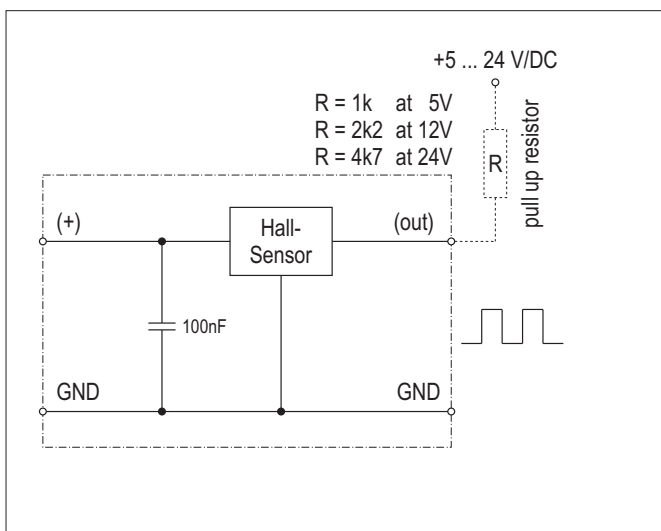 +5 ... 24 V/DC
R = 1k at 5V
R = 2k2 at 12V
R = 4k7 at 24V
R
pull up resistor
(+)
Hall-
Sensor
(out)
100nF
GND
GND